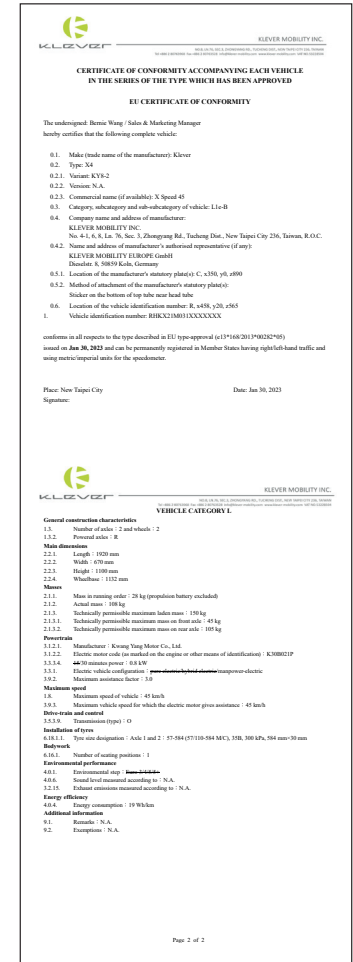 KLEVER
KLEVER MOBILITY INC.
CERTIFICATE OF CONFORMITY ACCOMPANYING EACH VEHICLE
IN THE SERIES OF THE TYPE WHICH HAS BEEN APPROVED
EU CERTIFICATE OF CONFORMITY
The undersigned: Bernie Wang / Sales & Marketing Manager
hereby certifies that the following complete vehicle:
0.1. Make (trade name of the manufacturer): Klever
0.2. Type: X4
0.2.1. Variant: KY8-2
0.2.2. Version: N.A.
0.2.3. Commercial name (if available): X Speed 45
0.3. Category, subcategory and sub-subcategory of vehicle: L1e-B
0.4. Company name and address of manufacturer:
KLEVER MOBILITY INC.
No. 4-1, 6, 8, Ln. 76, Sec. 3, Zhongyang Rd., Tucheng Dist., New Taipei City 236, Taiwan, R.O.C.
0.4.2. Name and address of manufacturer's authorised representative (if any):
KLEVER MOBILITY EUROPE GmbH
Dieselstr. 8, 50859 Koln, Germany
0.5.1. Location of the manufacturer's statutory plate(s): C, x350, y0, z890
0.5.2. Method of attachment of the manufacturer's statutory plate(s):
Sticker on the bottom of top tube near head tube
0.6. Location of the vehicle identification number: R, x458, y20, z565
1. Vehicle identification number: RHKX21M031XXXXXXX
conforms in all respects to the type described in EU type-approval (e13*168/2013*00282*05)
issued on Jan 30, 2023 and can be permanently registered in Member States having right/left-hand traffic and
using metric/imperial units for the speedometer.
Place: New Taipei City Date: Jan 30, 2023
Signature:
KLEVER
KLEVER MOBILITY INC.
VEHICLE CATEGORY L
General construction characteristics
1.3. Number of axles：2 and wheels：2
1.3.2. Powered axles：R
Main dimensions
2.2.1. Length：1920 mm
2.2.2. Width：670 mm
2.2.3. Height：1100 mm
2.2.4. Wheelbase：1132 mm
Masses
2.1.1. Mass in running order：28 kg (propulsion battery excluded)
2.1.2. Actual mass：108 kg
2.1.3. Technically permissible maximum laden mass：150 kg
2.1.3.1. Technically permissible maximum mass on front axle：45 kg
2.1.3.2. Technically permissible maximum mass on rear axle：105 kg
Powertrain
3.1.2.1. Manufacturer：Kwang Yang Motor Co., Ltd.
3.1.2.2. Electric motor code (as marked on the engine or other means of identification)：K30B021P
3.3.3.4. 15/30 minutes power：0.8 kW
3.3.1. Electric vehicle configuration：pure electric/hybrid electric/manpower-electric
3.9.2. Maximum assistance factor：3.0
Maximum speed
1.8. Maximum speed of vehicle：45 km/h
3.9.3. Maximum vehicle speed for which the electric motor gives assistance：45 km/h
Drive-train and control
3.5.3.9. Transmission (type)：O
Installation of tyres
6.18.1.1. Tyre size designation：Axle 1 and 2：57-584 (57/110-584 M/C), 35B, 300 kPa, 584 mm×30 mm
Bodywork
6.16.1. Number of seating positions：1
Environmental performance
4.0.1. Environmental step：
4.0.6. Sound level measured according to：N.A.
3.2.15. Exhaust emissions measured according to：N.A.
Energy efficiency
4.0.4. Energy consumption：19 Wh/km
Additional information
9.1. Remarks：N.A.
9.2. Exemptions：N.A.
Page 2 of 2